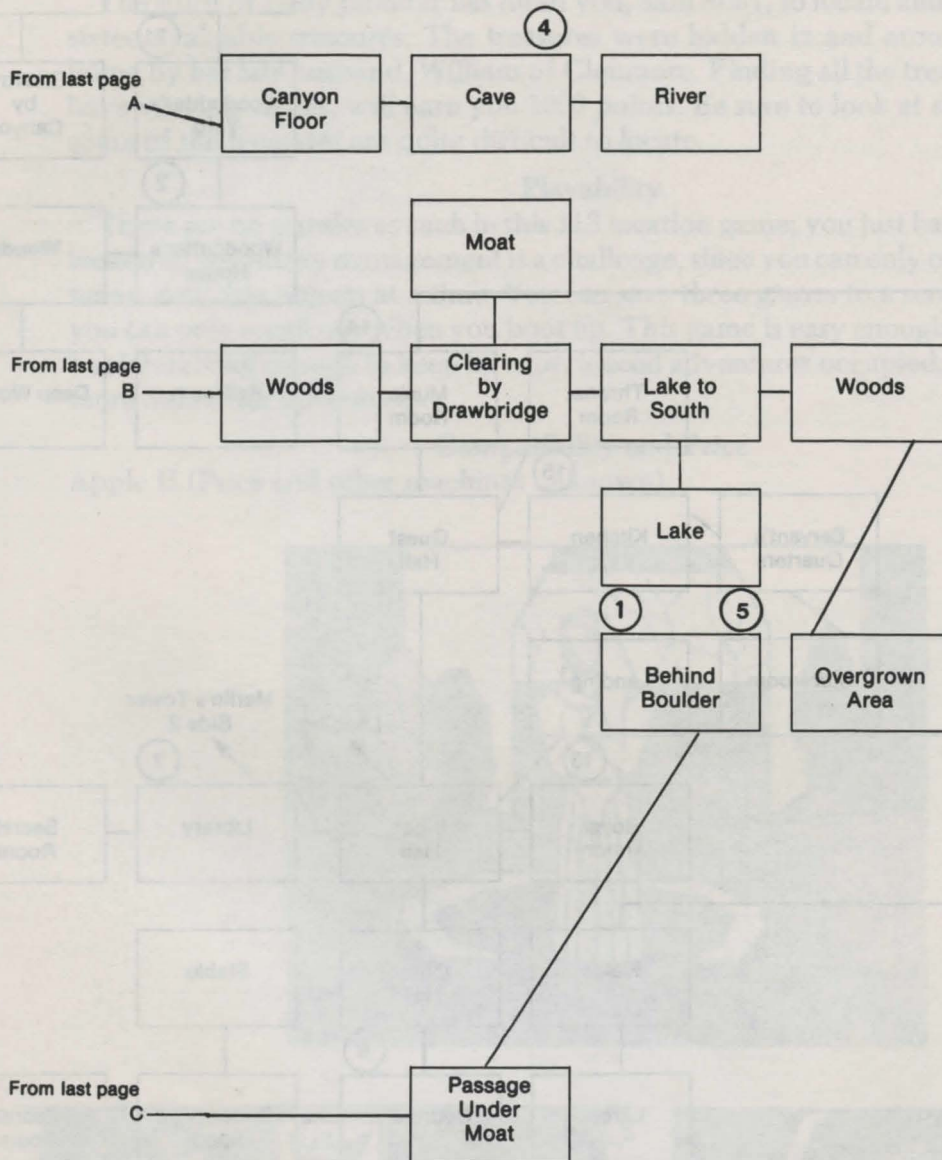 4
From last page
A
Canyon
Floor
Cave
River
Moat
From last page
B
Woods
Clearing
by
Drawbridge
Lake to
South
Woods
Lake
1
5
Behind
Boulder
Overgrown
Area
From last page
C
Passage
Under
Moat